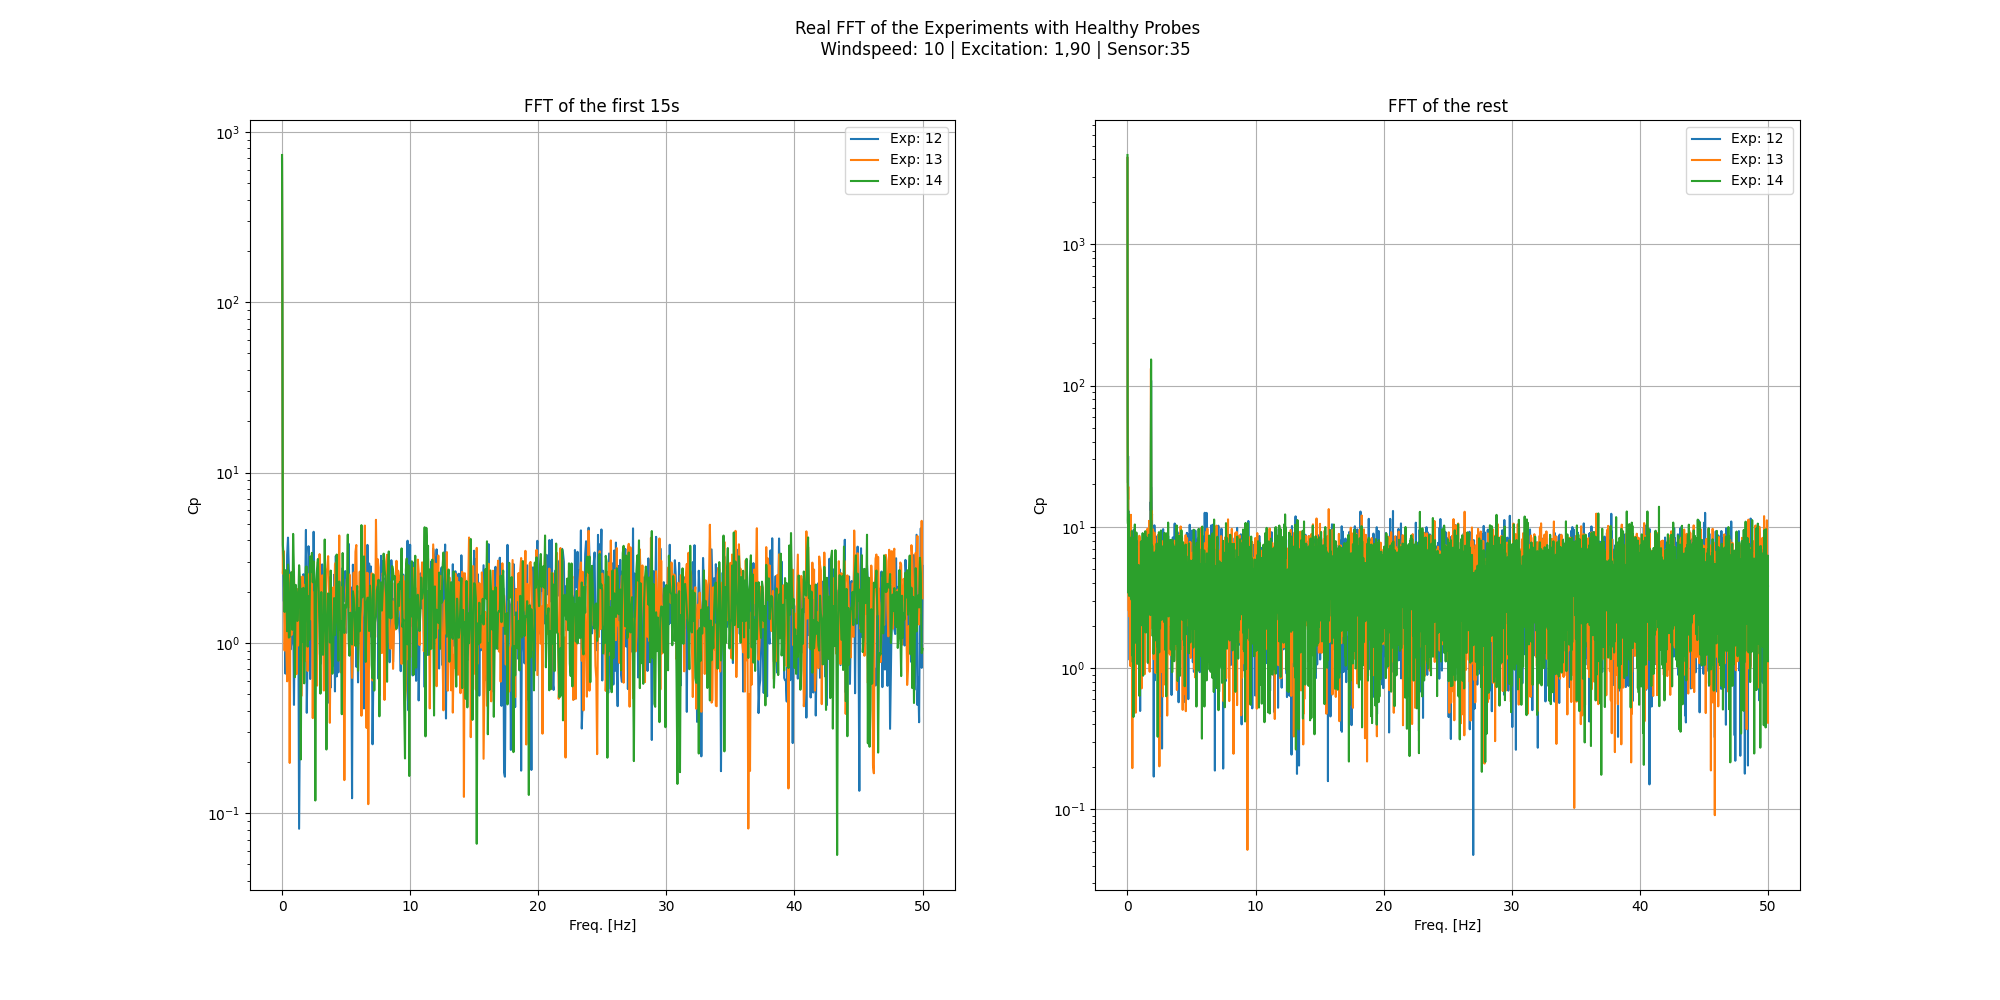 Real FFT of the Experiments with Healthy Probes
Windspeed: 10 | Excitation: 1,90 | Sensor:35
FFT of the first 15s
Exp: 12
Exp: 13
Exp: 14
10³
10²
10¹
10⁰
10⁻¹
Cp
0 10 20 30 40 50
Freq. [Hz]
FFT of the rest
Exp: 12
Exp: 13
Exp: 14
10³
10²
10¹
10⁰
10⁻¹
Cp
0 10 20 30 40 50
Freq. [Hz]